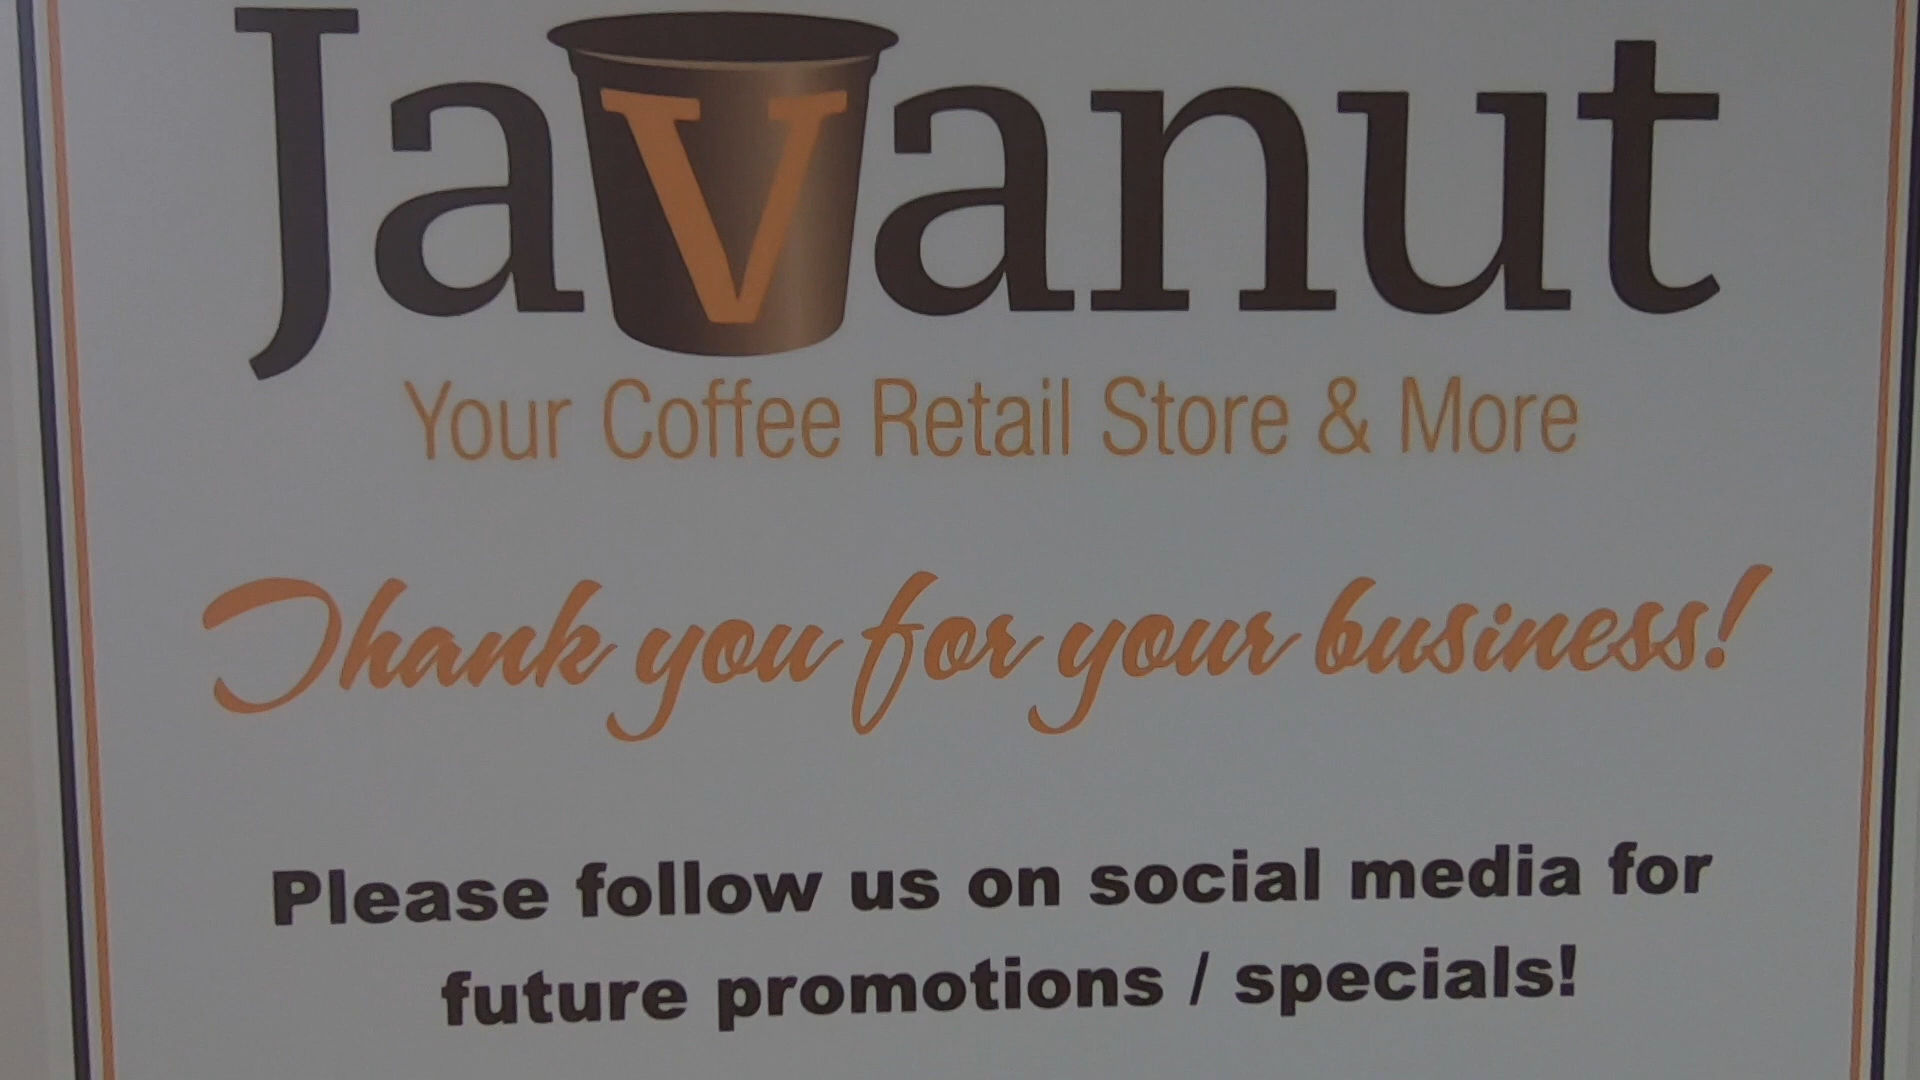 Javanut
Your Coffee Retail Store & More
Thank you for your business!
Please follow us on social media for
future promotions / specials!